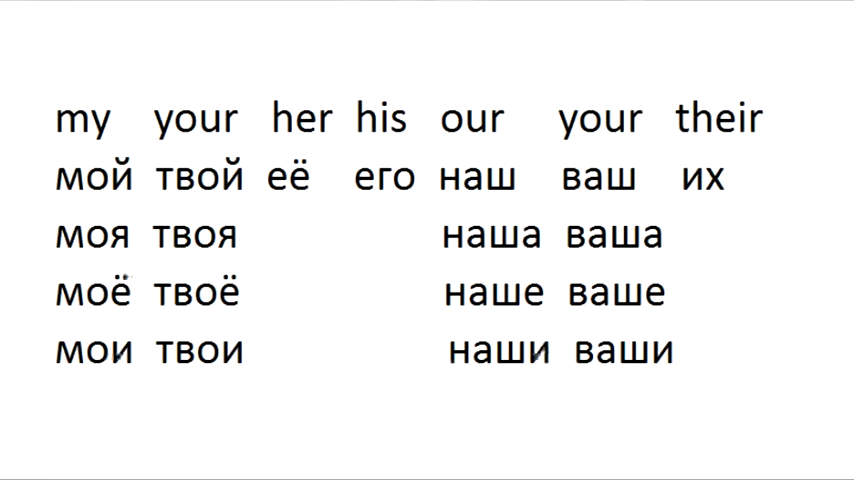 my your her his our your their
мой твой её его наш ваш их
моя твоя наша ваша
моё твоё наше ваше
мои твои наши ваши